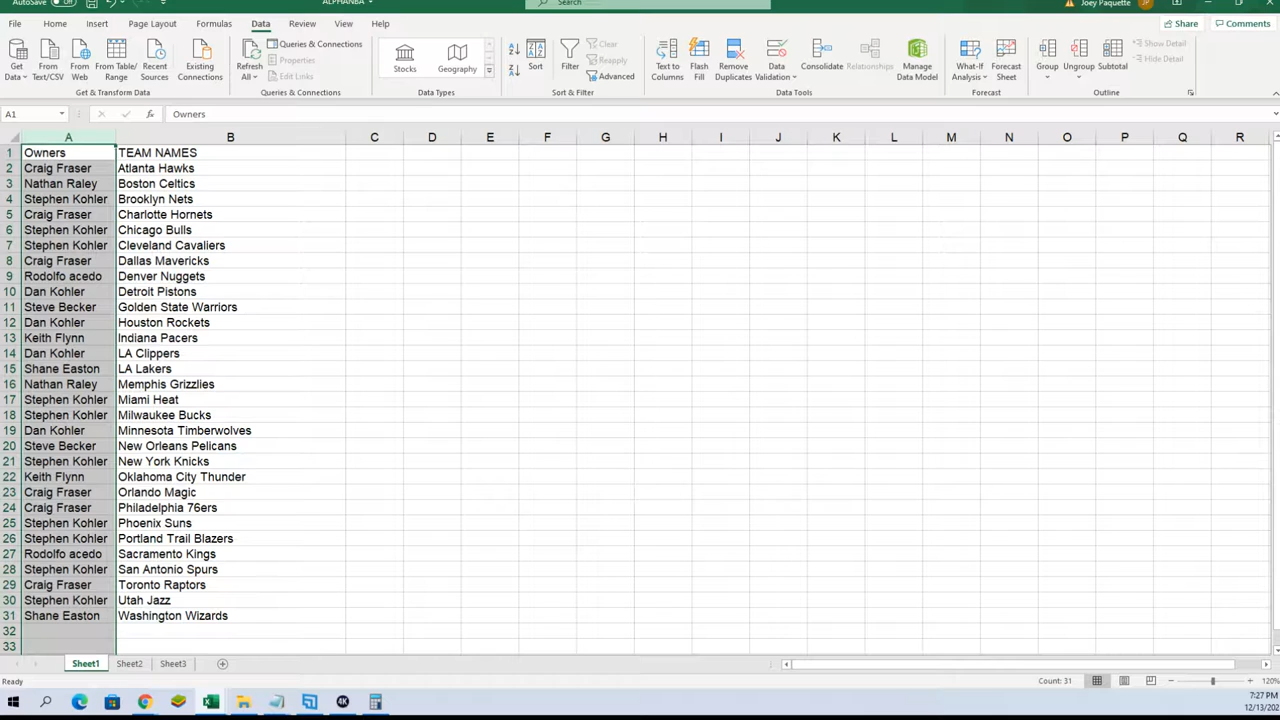 AutoSave Off
ALPHANBA
Search
Joey Paquette
File Home Insert Page Layout Formulas Data Review View Help
Share Comments
Get Data
From Text/CSV
From Web
From Table/Range
Recent Sources
Existing Connections
Get & Transform Data
Refresh All
Queries & Connections
Properties
Edit Links
Queries & Connections
Stocks
Geography
Data Types
Sort
Filter
Clear
Reapply
Advanced
Sort & Filter
Text to Columns
Flash Fill
Remove Duplicates
Data Validation
Consolidate
Relationships
Manage Data Model
Data Tools
What-If Analysis
Forecast Sheet
Forecast
Group
Ungroup
Subtotal
Show Detail
Hide Detail
Outline
A1 fx Owners
A B C D E F G H I J K L M N O P Q R
1 Owners TEAM NAMES
2 Craig Fraser Atlanta Hawks
3 Nathan Raley Boston Celtics
4 Stephen Kohler Brooklyn Nets
5 Craig Fraser Charlotte Hornets
6 Stephen Kohler Chicago Bulls
7 Stephen Kohler Cleveland Cavaliers
8 Craig Fraser Dallas Mavericks
9 Rodolfo acedo Denver Nuggets
10 Dan Kohler Detroit Pistons
11 Steve Becker Golden State Warriors
12 Dan Kohler Houston Rockets
13 Keith Flynn Indiana Pacers
14 Dan Kohler LA Clippers
15 Shane Easton LA Lakers
16 Nathan Raley Memphis Grizzlies
17 Stephen Kohler Miami Heat
18 Stephen Kohler Milwaukee Bucks
19 Dan Kohler Minnesota Timberwolves
20 Steve Becker New Orleans Pelicans
21 Stephen Kohler New York Knicks
22 Keith Flynn Oklahoma City Thunder
23 Craig Fraser Orlando Magic
24 Craig Fraser Philadelphia 76ers
25 Stephen Kohler Phoenix Suns
26 Stephen Kohler Portland Trail Blazers
27 Rodolfo acedo Sacramento Kings
28 Stephen Kohler San Antonio Spurs
29 Craig Fraser Toronto Raptors
30 Stephen Kohler Utah Jazz
31 Shane Easton Washington Wizards
32
33
Sheet1 Sheet2 Sheet3
Ready Count: 31 120%
4K
7:27 PM